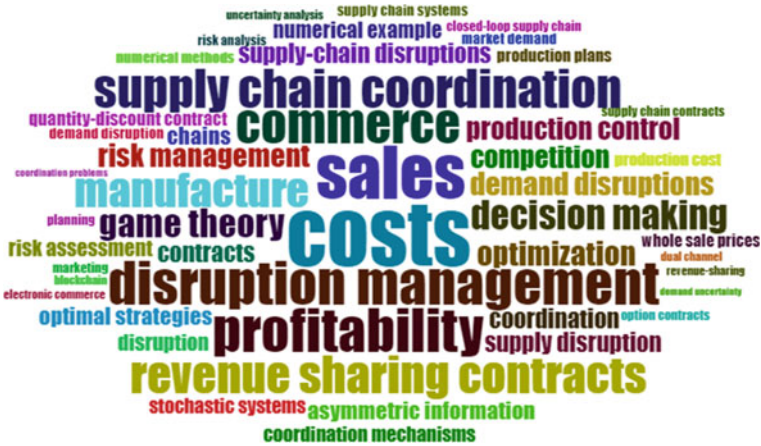 supply chain systems
uncertainty analysis
numerical example
closed-loop supply chain
risk analysis
market demand
numerical methods
supply-chain disruptions
production plans
supply chain coordination
quantity-discount contract
commerce
supply chain contracts
production control
demand disruption
chains
risk management
sales
competition
production cost
coordination problems
manufacture
demand disruptions
planning
game theory
costs
decision making
risk assessment
contracts
optimization
whole sale prices
dual channel
marketing
blockchain
disruption management
revenue-sharing
electronic commerce
demand uncertainty
optimal strategies
profitability
coordination
option contracts
disruption
supply disruption
revenue sharing contracts
stochastic systems
asymmetric information
coordination mechanisms